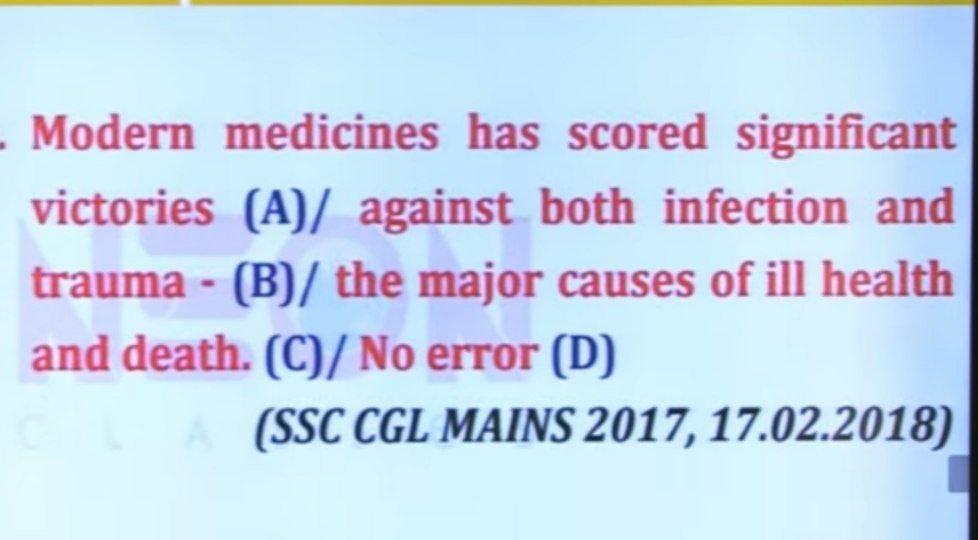 . Modern medicines has scored significant
victories (A)/ against both infection and
trauma - (B)/ the major causes of ill health
and death. (C)/ No error (D)
(SSC CGL MAINS 2017, 17.02.2018)
NEON
C L A S S E S